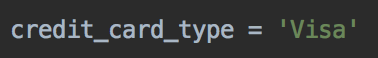 credit_card_type = 'Visa'